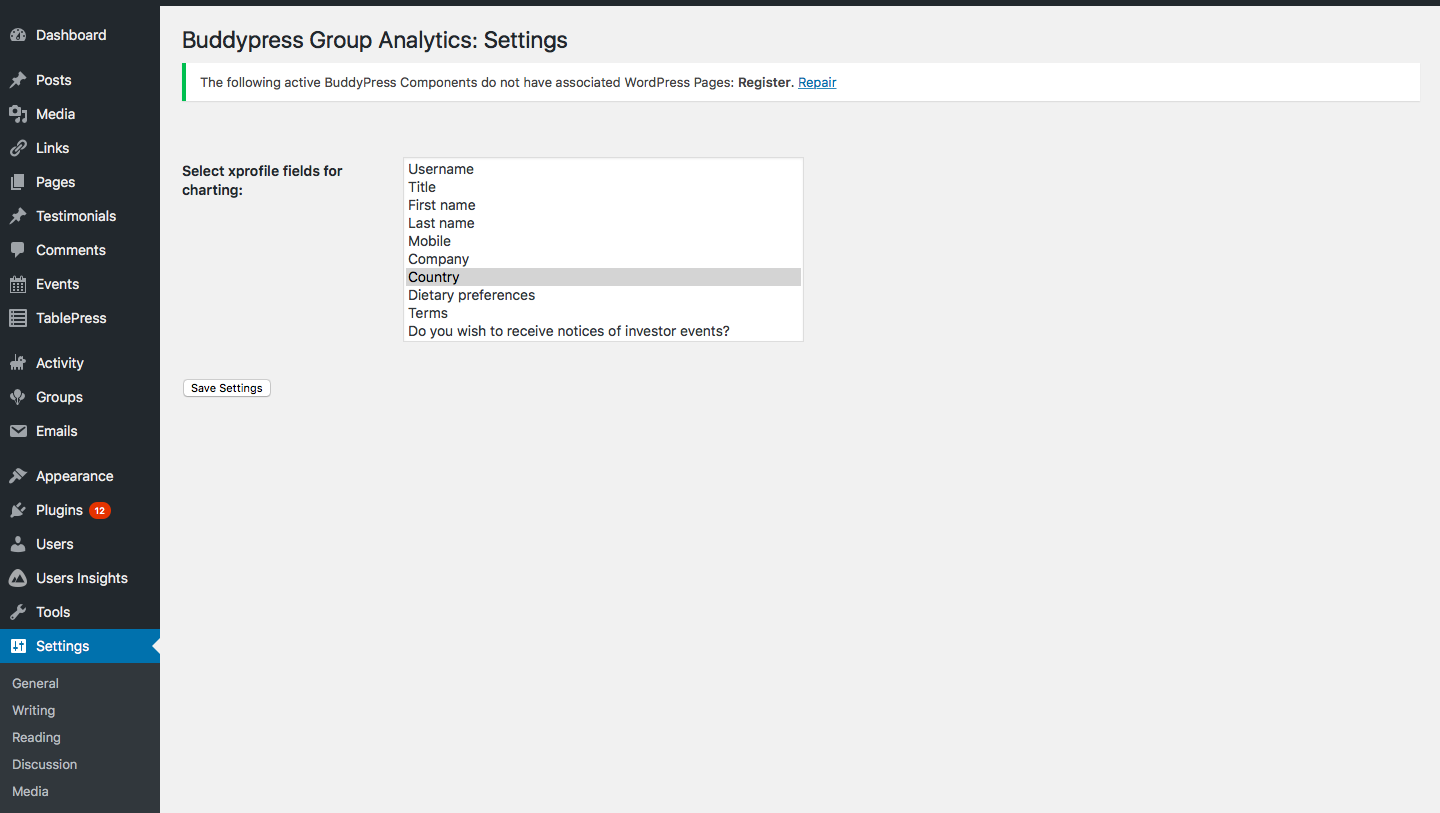 Dashboard
Posts
Media
Links
Pages
Testimonials
Comments
Events
TablePress
Activity
Groups
Emails
Appearance
Plugins 12
Users
Users Insights
Tools
Settings
General
Writing
Reading
Discussion
Media
Buddypress Group Analytics: Settings
The following active BuddyPress Components do not have associated WordPress Pages: Register. Repair
Select xprofile fields for
charting:
Username
Title
First name
Last name
Mobile
Company
Country
Dietary preferences
Terms
Do you wish to receive notices of investor events?
Save Settings